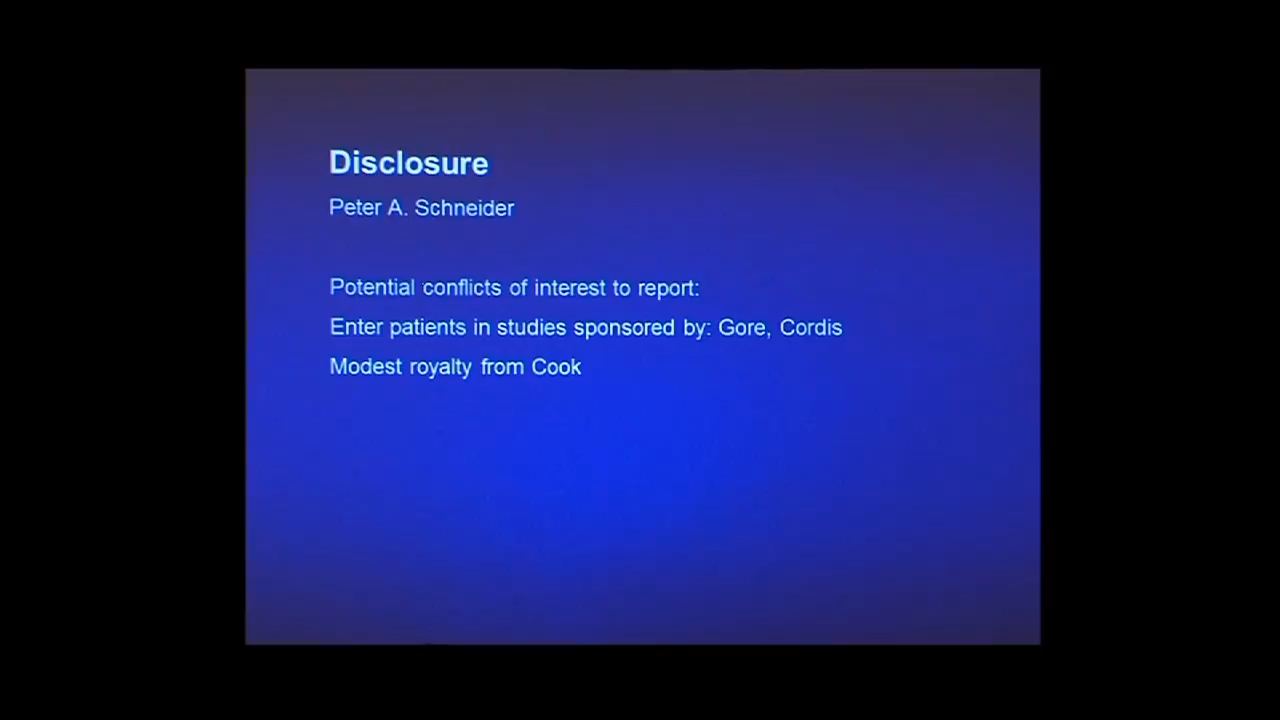 Disclosure
Peter A. Schneider
Potential conflicts of interest to report:
Enter patients in studies sponsored by: Gore, Cordis
Modest royalty from Cook